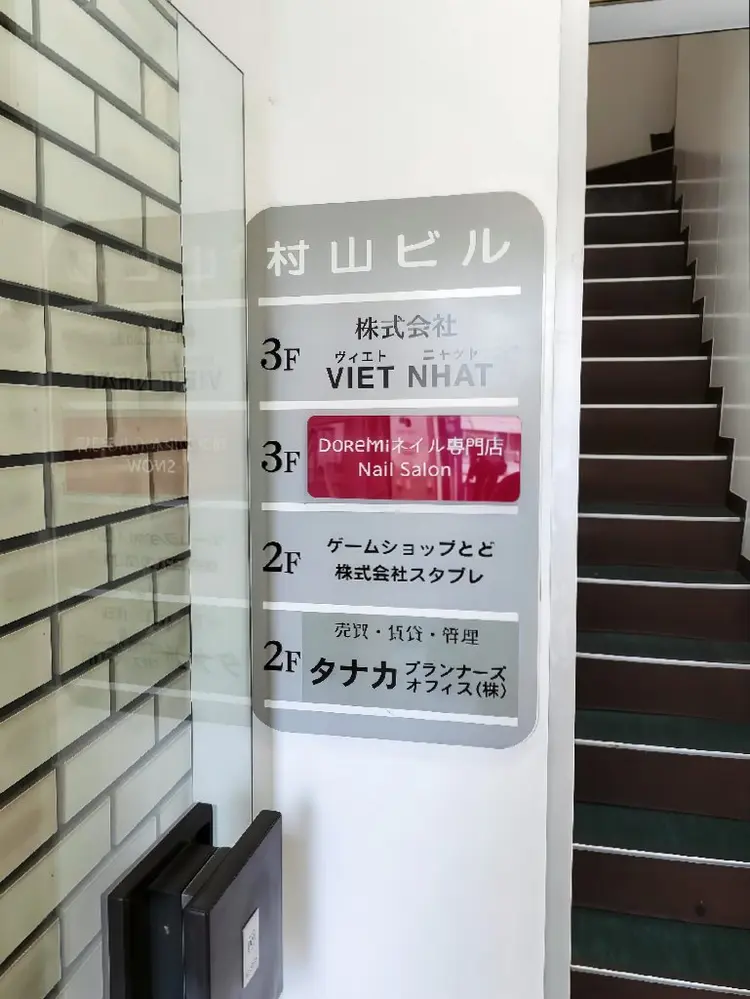 村山ビル
3F
株式会社
ヴィエト ニャット
VIET NHAT
3F
DOREMiネイル専門店
Nail Salon
2F
ゲームショップとど
株式会社スタブレ
2F
売買・賃貸・管理
タナカ プランナーズ
オフィス(株)